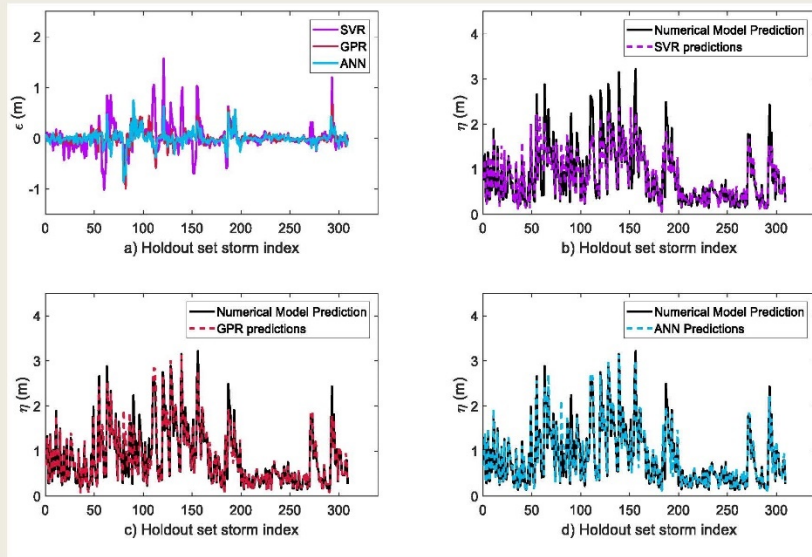 SVR
GPR
ANN
ϵ (m)
2
1
0
-1
0 50 100 150 200 250 300
a) Holdout set storm index
Numerical Model Prediction
SVR predictions
η (m)
4
3
2
1
0
0 50 100 150 200 250 300
b) Holdout set storm index
Numerical Model Prediction
GPR predictions
η (m)
4
3
2
1
0
0 50 100 150 200 250 300
c) Holdout set storm index
Numerical Model Prediction
ANN Predictions
η (m)
4
3
2
1
0
0 50 100 150 200 250 300
d) Holdout set storm index